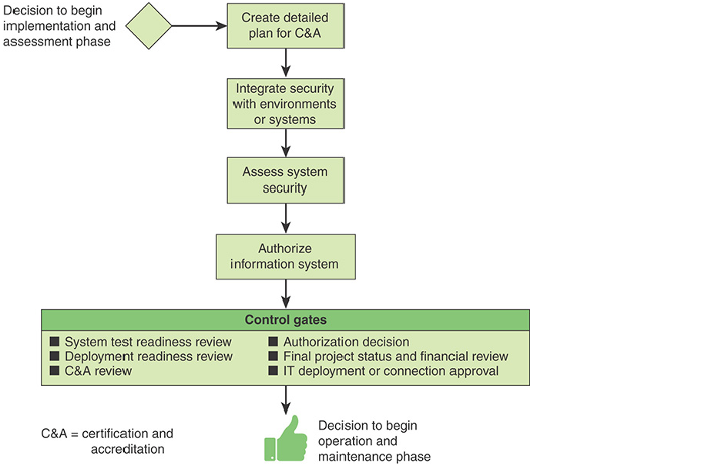 Decision to begin
implementation and
assessment phase
Create detailed
plan for C&A
Integrate security
with environments
or systems
Assess system
security
Authorize
information system
Control gates
System test readiness review
Deployment readiness review
C&A review
Authorization decision
Final project status and financial review
IT deployment or connection approval
C&A = certification and
accreditation
Decision to begin
operation and
maintenance phase